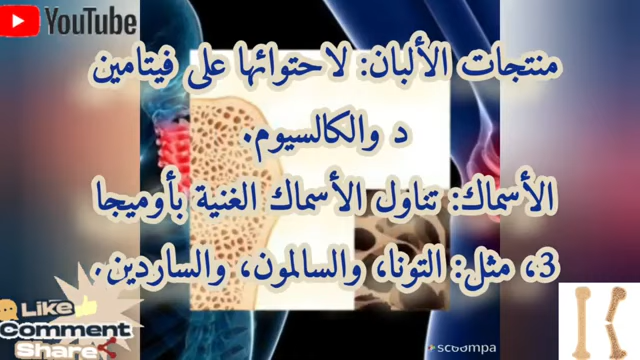 YouTube
منتجات الألبان: لاحتوائها على فيتامين
د والكالسيوم.
الأسماك: تناول الأسماك الغنية بأوميجا
3، مثل: التونا، والسالمون، والساردين.
Like
Comment
Share
scoompa